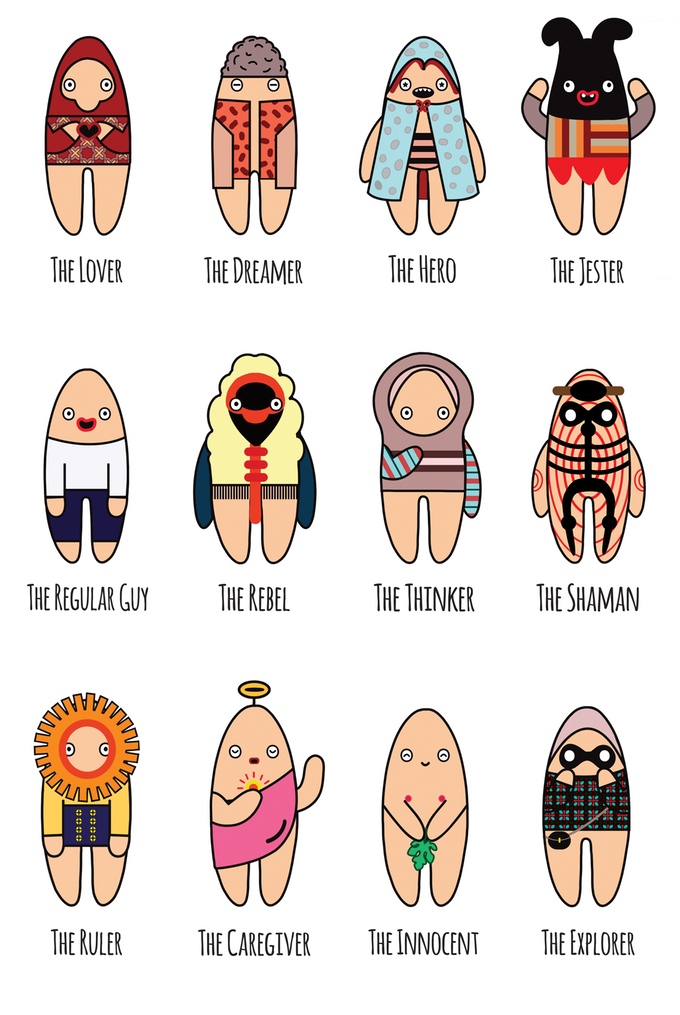 The Lover
The Dreamer
The Hero
The Jester
The Regular Guy
The Rebel
The Thinker
The Shaman
The Ruler
The Caregiver
The Innocent
The Explorer